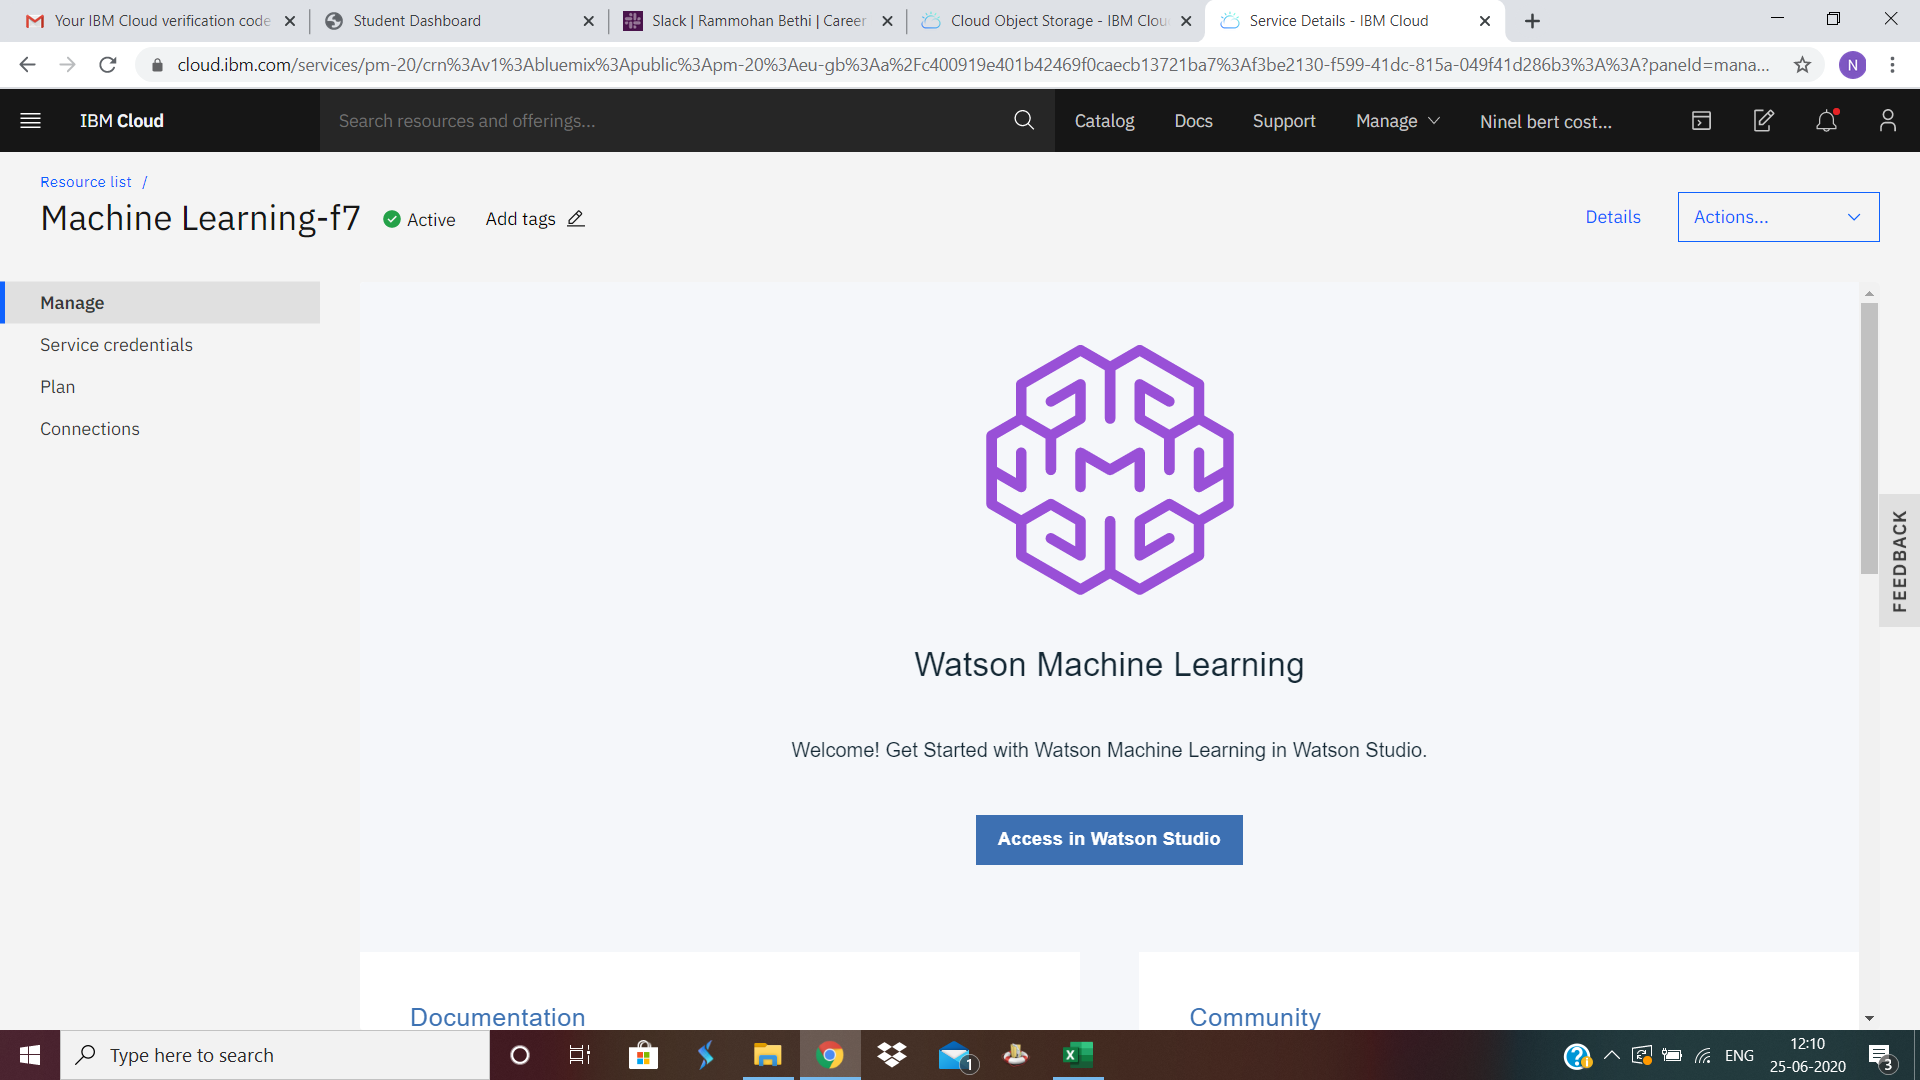 Your IBM Cloud verification code
Student Dashboard
Slack | Rammohan Bethi | Career
Cloud Object Storage - IBM Clou
Service Details - IBM Cloud
cloud.ibm.com/services/pm-20/crn%3Av1%3Abluemix%3Apublic%3Apm-20%3Aeu-gb%3Aa%2Fc400919e401b42469f0caecb13721ba7%3Af3be2130-f599-41dc-815a-049f41d286b3%3A%3A?paneId=mana...
N
IBM Cloud
Search resources and offerings...
Catalog
Docs
Support
Manage
Ninel bert cost...
Resource list /
Machine Learning-f7
Active
Add tags
Details
Actions...
Manage
Service credentials
Plan
Connections
M
Watson Machine Learning
Welcome! Get Started with Watson Machine Learning in Watson Studio.
Access in Watson Studio
FEEDBACK
Documentation
Community
Type here to search
1
ENG
12:10
25-06-2020
3